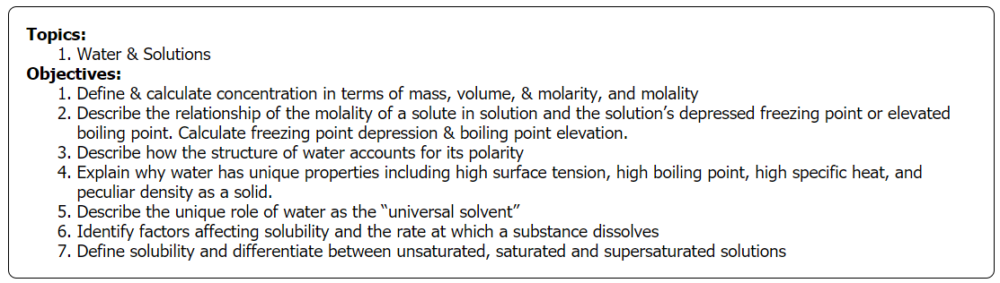 Topics:
1. Water & Solutions
Objectives:
1. Define & calculate concentration in terms of mass, volume, & molarity, and molality
2. Describe the relationship of the molality of a solute in solution and the solution’s depressed freezing point or elevated
boiling point. Calculate freezing point depression & boiling point elevation.
3. Describe how the structure of water accounts for its polarity
4. Explain why water has unique properties including high surface tension, high boiling point, high specific heat, and
peculiar density as a solid.
5. Describe the unique role of water as the “universal solvent”
6. Identify factors affecting solubility and the rate at which a substance dissolves
7. Define solubility and differentiate between unsaturated, saturated and supersaturated solutions